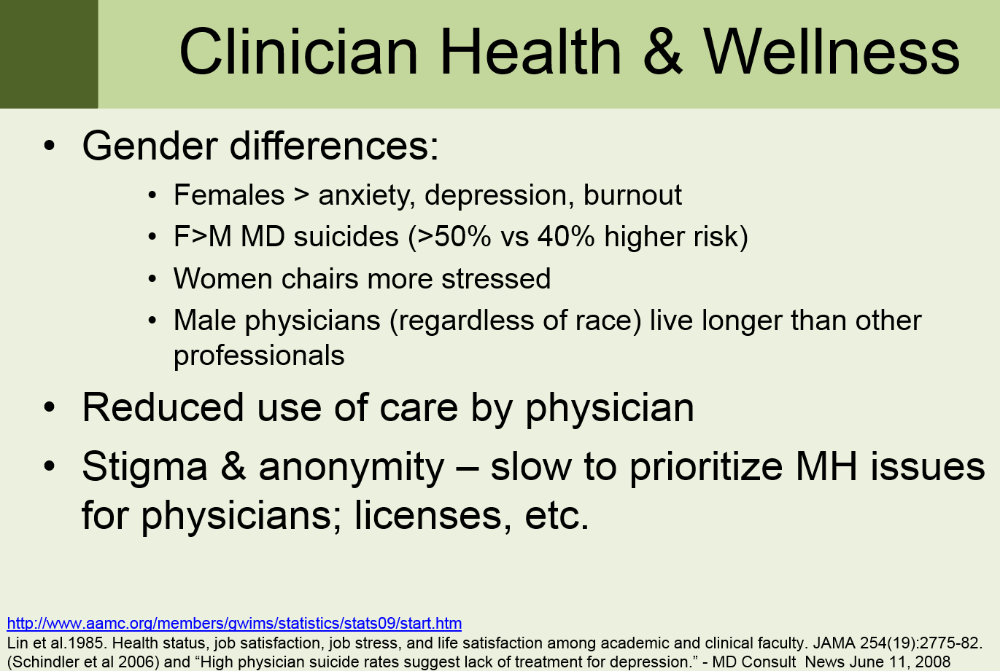 Clinician Health & Wellness
• Gender differences:
• Females > anxiety, depression, burnout
• F>M MD suicides (>50% vs 40% higher risk)
• Women chairs more stressed
• Male physicians (regardless of race) live longer than other
professionals
• Reduced use of care by physician
• Stigma & anonymity – slow to prioritize MH issues
for physicians; licenses, etc.
http://www.aamc.org/members/gwims/statistics/stats09/start.htm
Lin et al.1985. Health status, job satisfaction, job stress, and life satisfaction among academic and clinical faculty. JAMA 254(19):2775-82.
(Schindler et al 2006) and “High physician suicide rates suggest lack of treatment for depression.” - MD Consult  News June 11, 2008